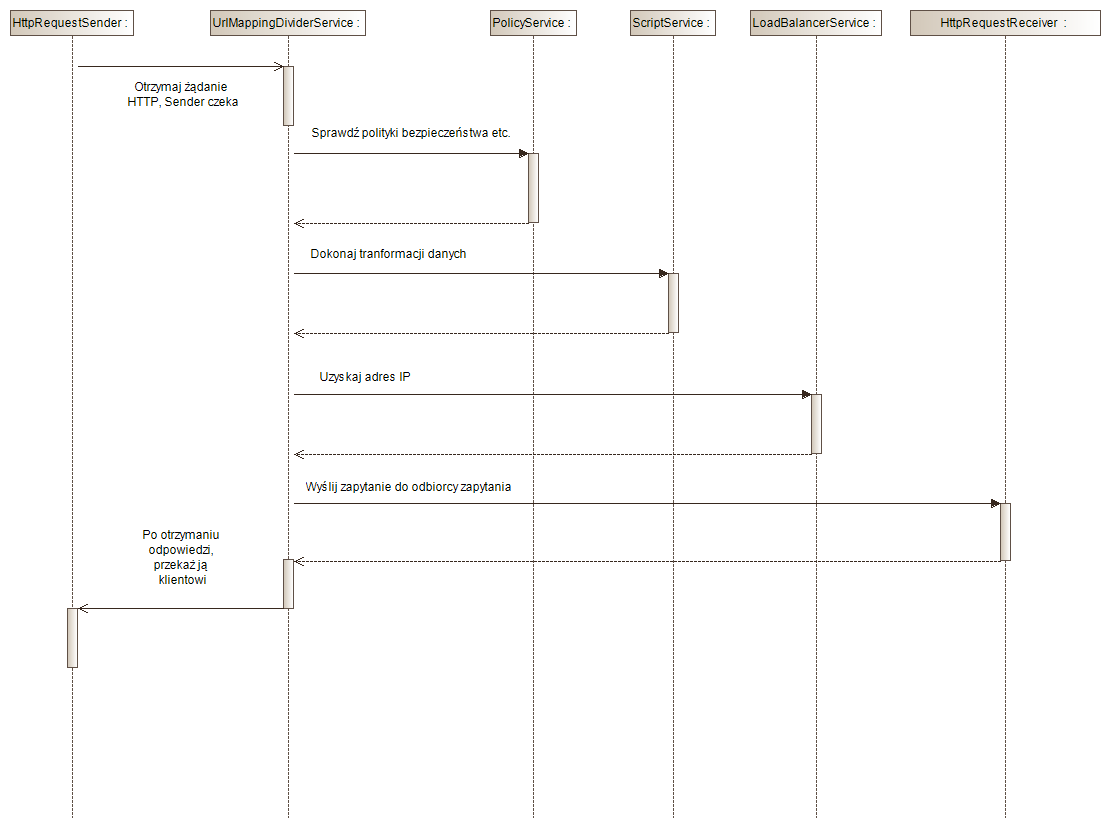 HttpRequestSender :
UrlMappingDividerService :
PolicyService :
ScriptService :
LoadBalancerService :
HttpRequestReceiver :
Otrzymaj żądanie
HTTP, Sender czeka
Sprawdź polityki bezpieczeństwa etc.
Dokonaj tranformacji danych
Uzyskaj adres IP
Wyślij zapytanie do odbiorcy zapytania
Po otrzymaniu
odpowiedzi,
przekaź ją
klientowi